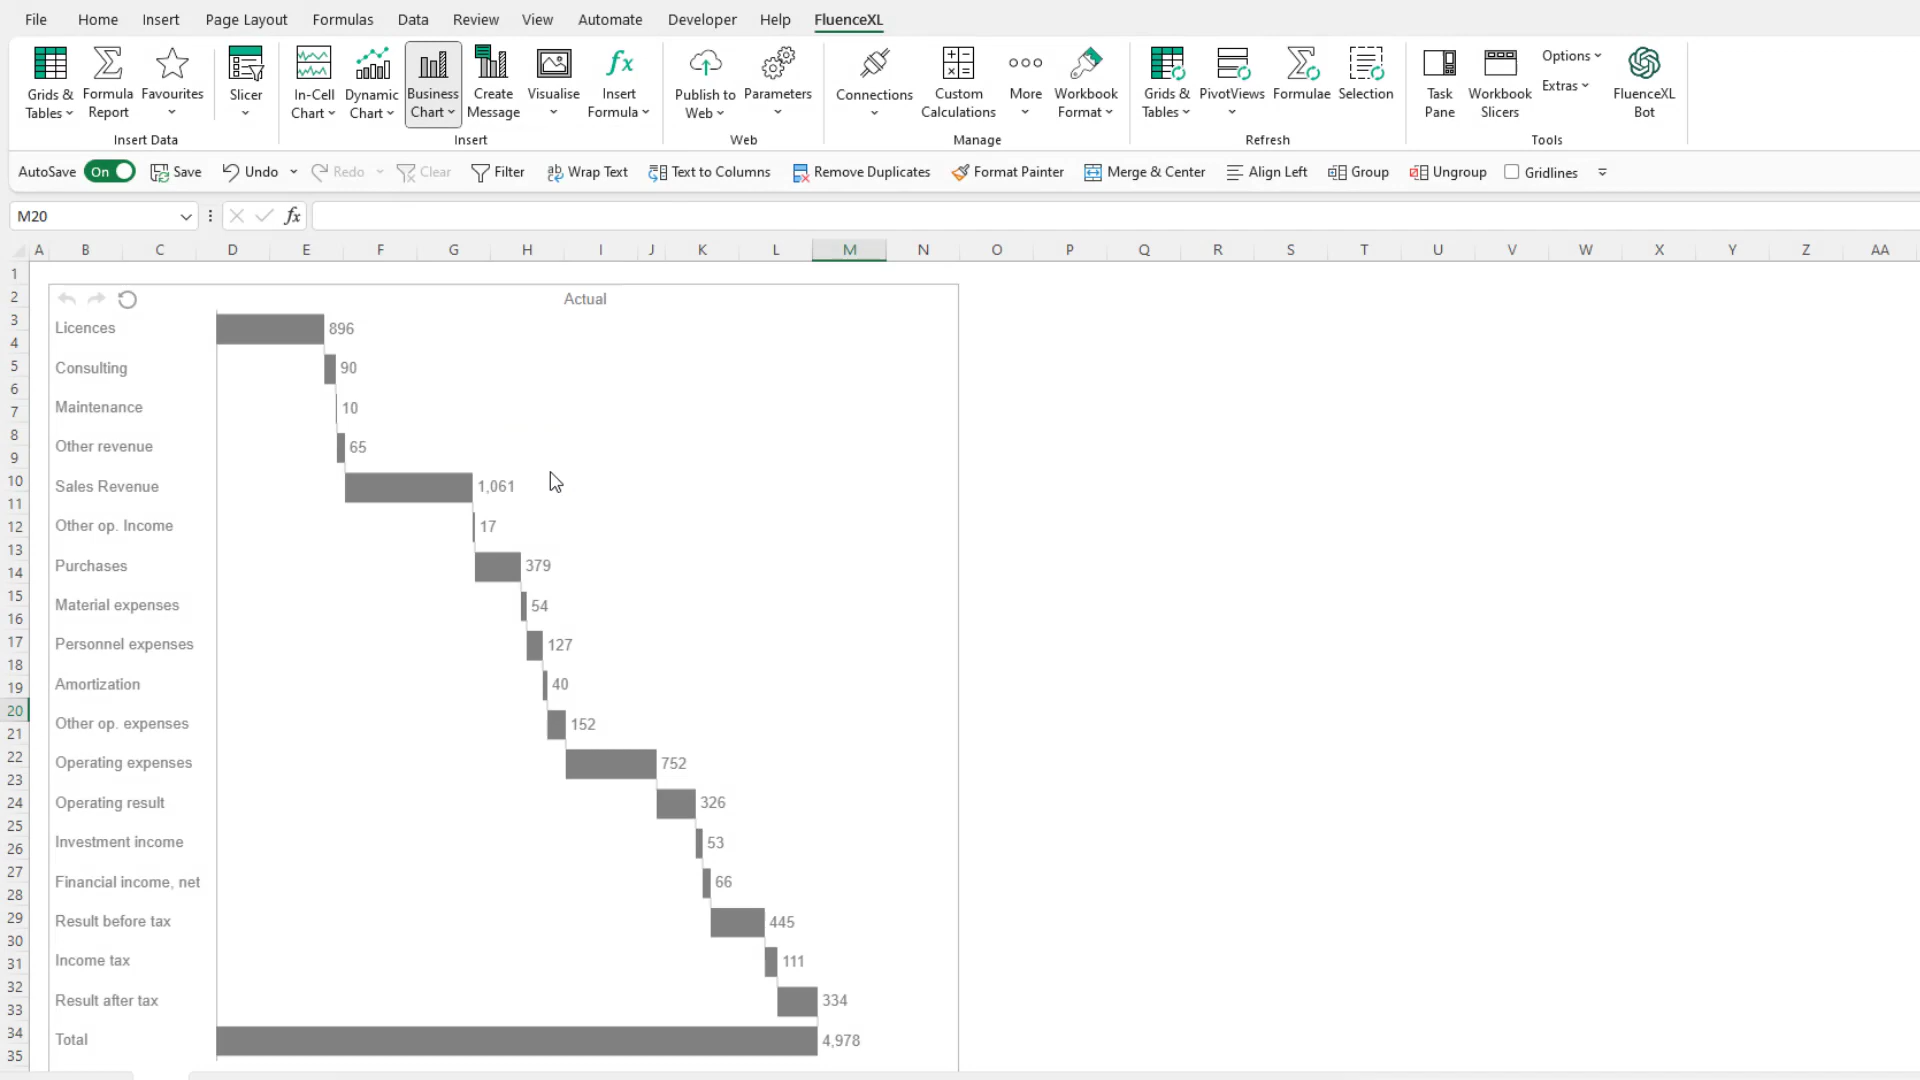 File Home Insert Page Layout Formulas Data Review View Automate Developer Help FluenceXL
Grids & Tables Formula Report Favourites Slicer In-Cell Chart Dynamic Chart Business Chart Create Message Visualise Insert Formula Publish to Web Parameters Connections Custom Calculations More Workbook Format Grids & Tables PivotViews Formulae Selection Task Pane Workbook Slicers Options Extras FluenceXL Bot
Insert Data Insert Web Manage Refresh Tools
AutoSave On Save Undo Redo Clear Filter Wrap Text Text to Columns Remove Duplicates Format Painter Merge & Center Align Left Group Ungroup Gridlines
M20 fx
A B C D E F G H I J K L M N O P Q R S T U V W X Y Z AA
1
2
3
4
5
6
7
8
9
10
11
12
13
14
15
16
17
18
19
20
21
22
23
24
25
26
27
28
29
30
31
32
33
34
35
Actual
Licences 896
Consulting 90
Maintenance 10
Other revenue 65
Sales Revenue 1,061
Other op. Income 17
Purchases 379
Material expenses 54
Personnel expenses 127
Amortization 40
Other op. expenses 152
Operating expenses 752
Operating result 326
Investment income 53
Financial income, net 66
Result before tax 445
Income tax 111
Result after tax 334
Total 4,978